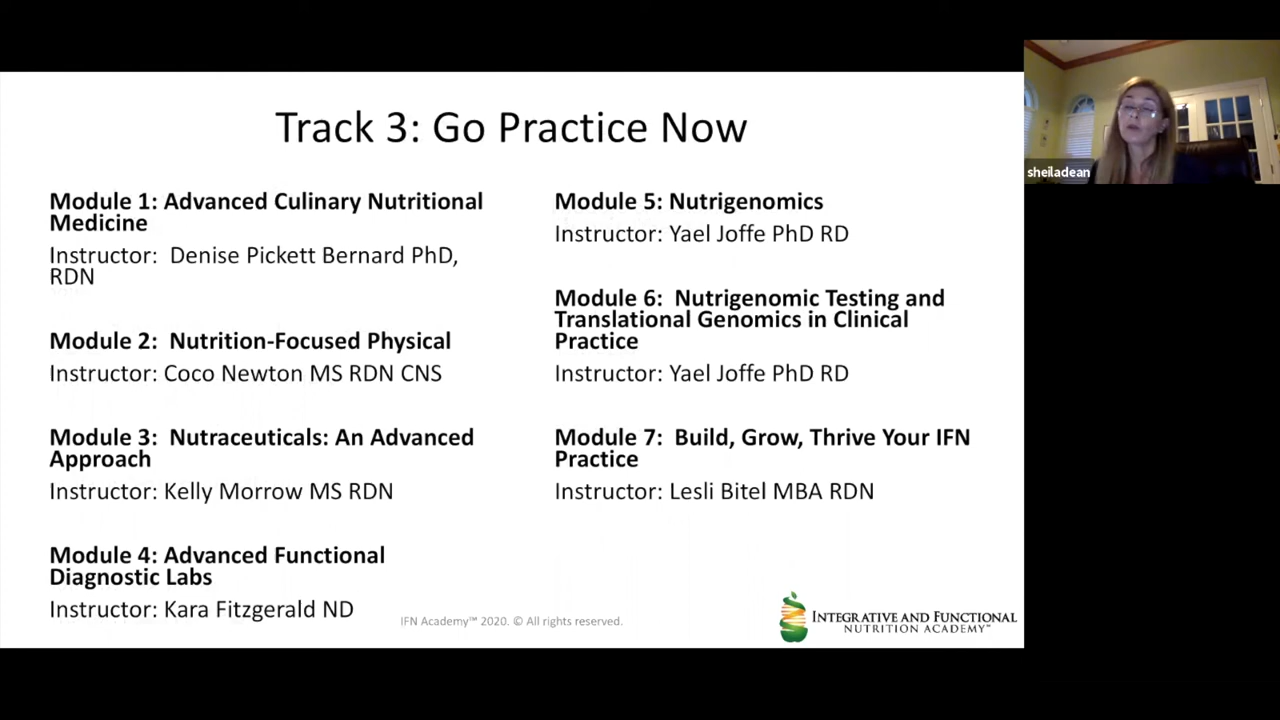 Track 3: Go Practice Now
Module 1: Advanced Culinary Nutritional
Medicine
Instructor:  Denise Pickett Bernard PhD,
RDN
Module 2:  Nutrition-Focused Physical
Instructor: Coco Newton MS RDN CNS
Module 3:  Nutraceuticals: An Advanced
Approach
Instructor: Kelly Morrow MS RDN
Module 4: Advanced Functional
Diagnostic Labs
Instructor: Kara Fitzgerald ND
Module 5: Nutrigenomics
Instructor: Yael Joffe PhD RD
Module 6:  Nutrigenomic Testing and
Translational Genomics in Clinical
Practice
Instructor: Yael Joffe PhD RD
Module 7:  Build, Grow, Thrive Your IFN
Practice
Instructor: Lesli Bitel MBA RDN
IFN Academy™ 2020. © All rights reserved.
INTEGRATIVE AND FUNCTIONAL
NUTRITION ACADEMY™
sheiladean